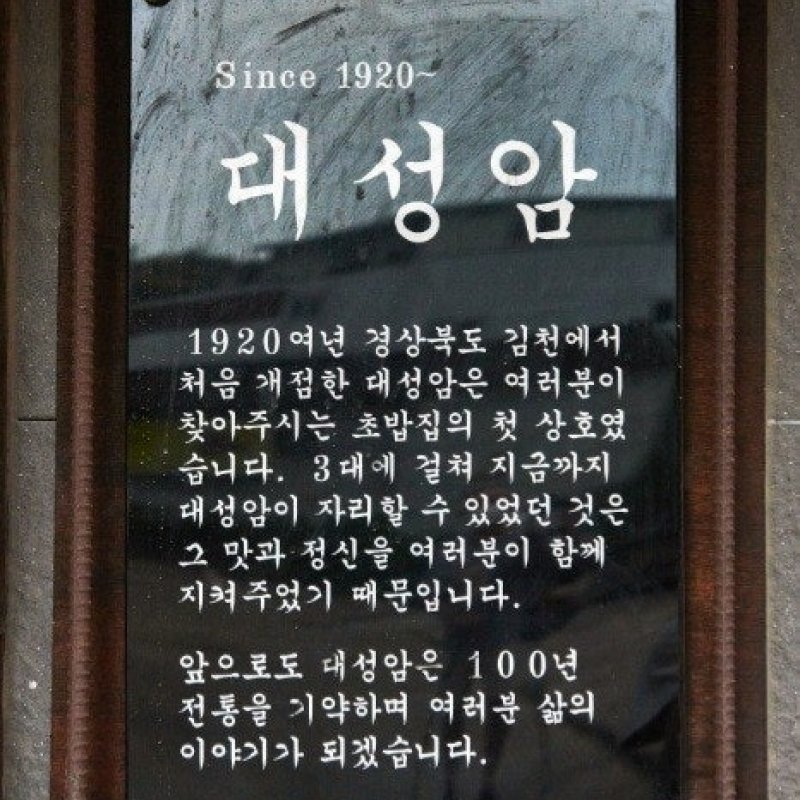 Since 1920~
대성암
1920여년 경상북도 김천에서
처음 개점한 대성암은 여러분이
찾아주시는 초밥집의 첫 상호였
습니다. 3대에 걸쳐 지금까지
대성암이 자리할 수 있었던 것은
그 맛과 정신을 여러분이 함께
지켜주었기 때문입니다.
앞으로도 대성암은 100년
전통을 기약하며 여러분 삶의
이야기가 되겠습니다.